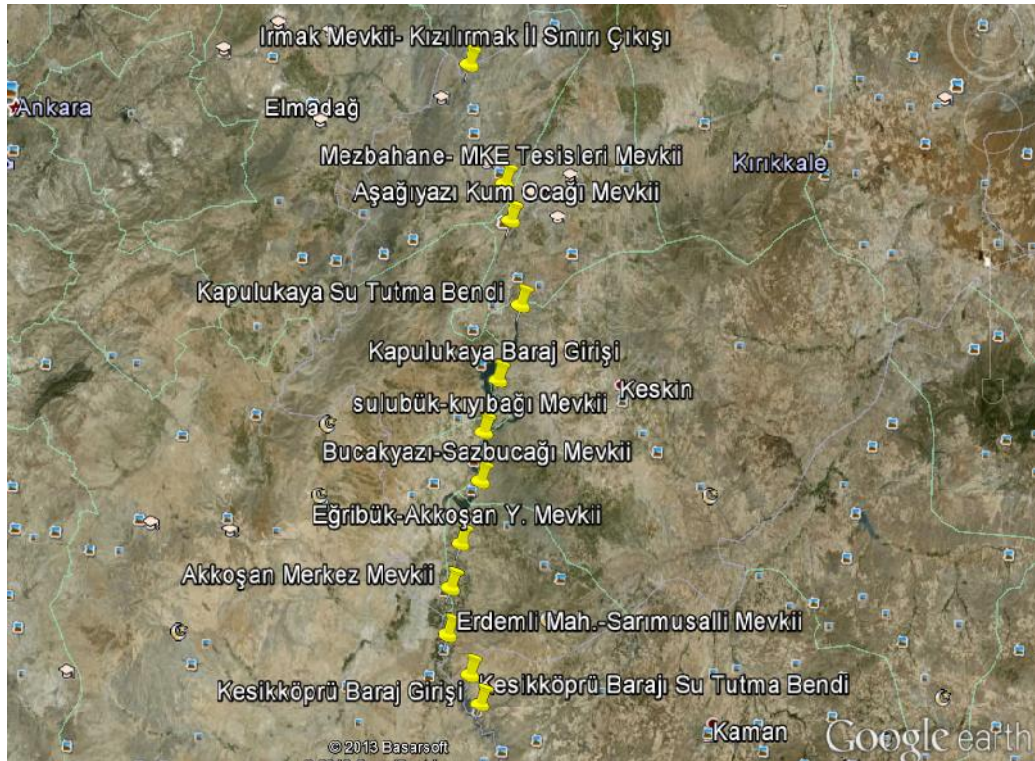 Irmak Mevkii- Kızılırmak İl Sınırı Çıkışı
Ankara
Elmadağ
Mezbahane- MKE Tesisleri Mevkii
Kırıkkale
Aşağıyazı Kum Ocağı Mevkii
Kapulukaya Su Tutma Bendi
Kapulukaya Baraj Girişi
Keskin
sulubük-kıyıbağı Mevkii
Bucakyazı-Sazbucağı Mevkii
Eğribük-Akkoşan Y. Mevkii
Akkoşan Merkez Mevkii
Erdemli Mah.-Sarımusalli Mevkii
Kesikköprü Baraj Girişi
Kesikköprü Barajı Su Tutma Bendi
Kaman
© 2013 Basarsoft
Google earth